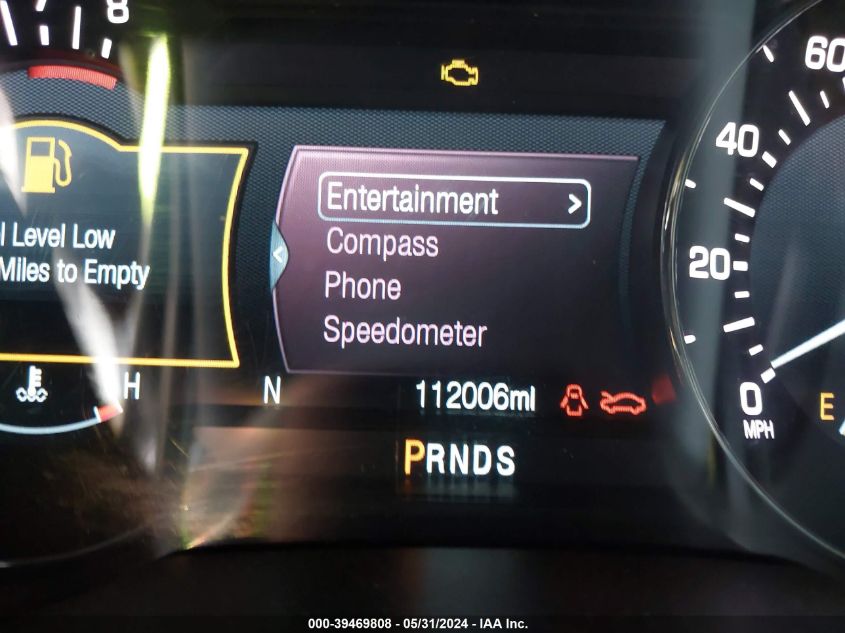 8
60
Entertainment >
40
Level Low
Compass
20
Miles to Empty
Phone
Speedometer
H
N
112006ml
0
E
MPH
PRNDS
000-39469808 - 05/31/2024 - IAA Inc.